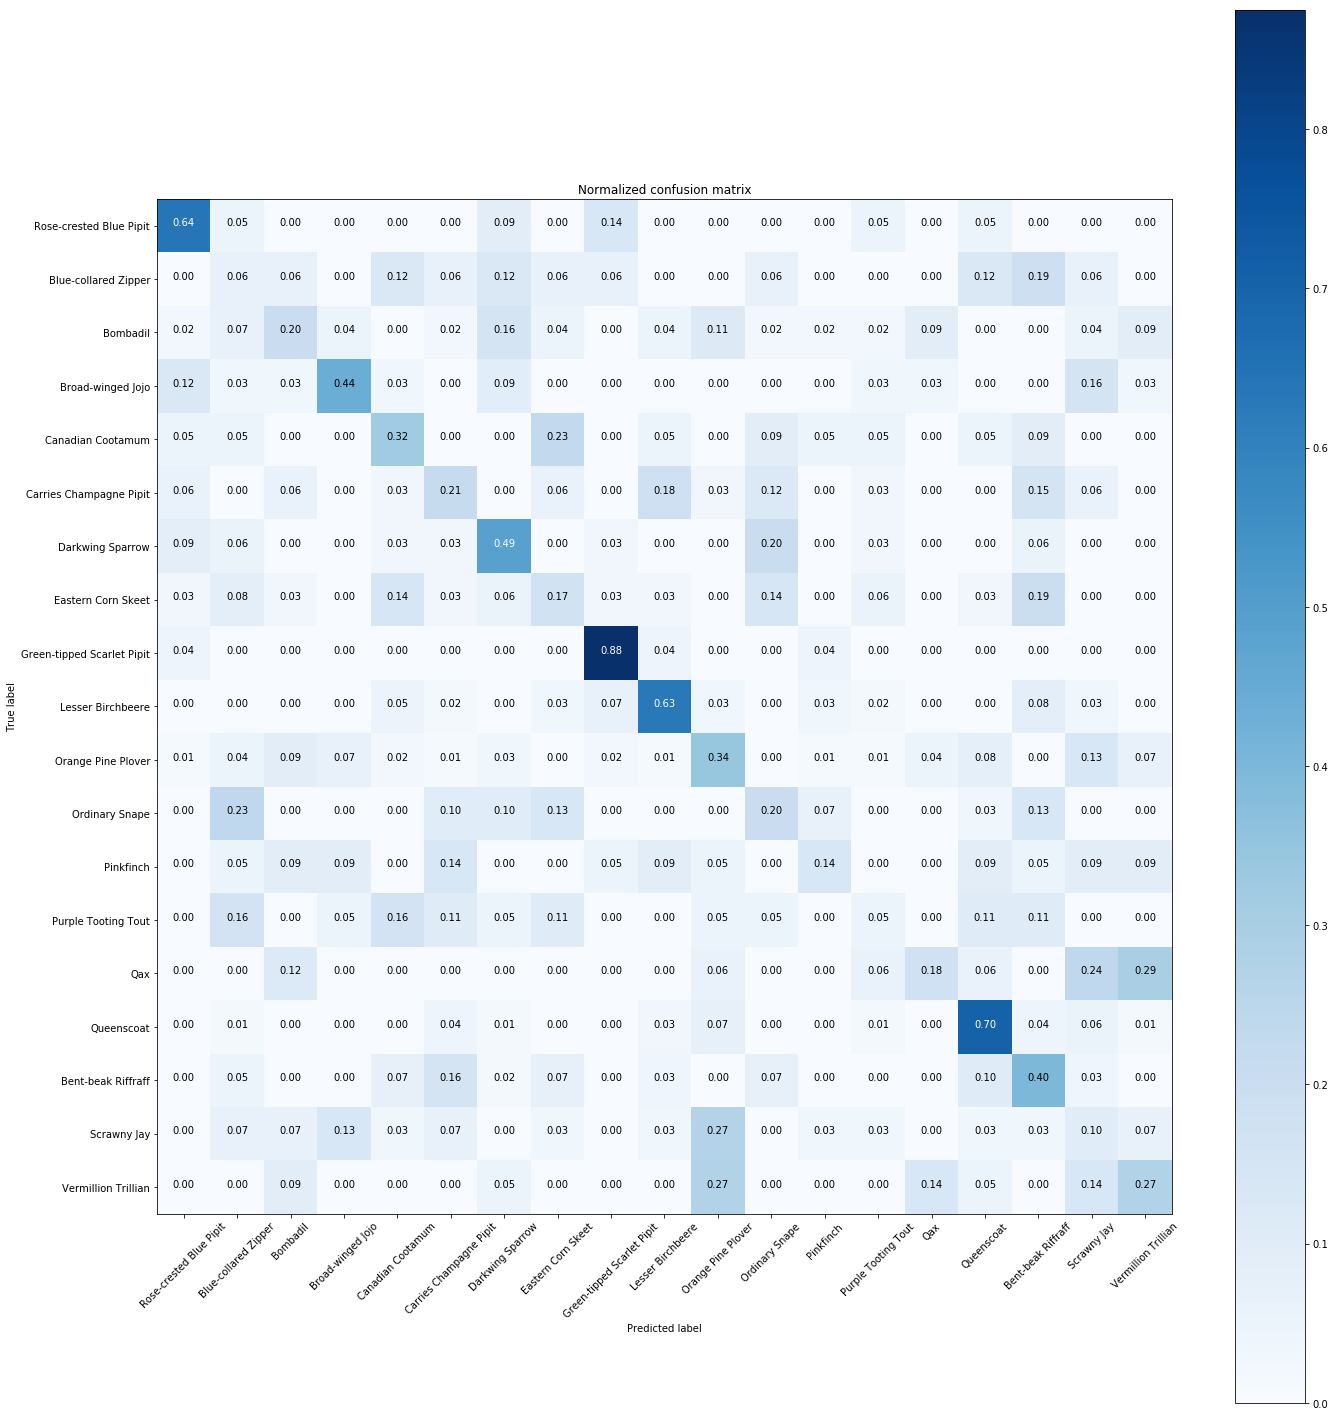 Normalized confusion matrix
Rose-crested Blue Pipit 0.64 0.05 0.00 0.00 0.00 0.00 0.09 0.00 0.14 0.00 0.00 0.00 0.00 0.05 0.00 0.05 0.00 0.00 0.00
Blue-collared Zipper 0.00 0.06 0.06 0.00 0.12 0.06 0.12 0.06 0.06 0.00 0.00 0.06 0.00 0.00 0.00 0.12 0.19 0.06 0.00
Bombadil 0.02 0.07 0.20 0.04 0.00 0.02 0.16 0.04 0.00 0.04 0.11 0.02 0.02 0.02 0.09 0.00 0.00 0.04 0.09
Broad-winged Jojo 0.12 0.03 0.03 0.44 0.03 0.00 0.09 0.00 0.00 0.00 0.00 0.00 0.00 0.03 0.03 0.00 0.00 0.16 0.03
Canadian Cootamum 0.05 0.05 0.00 0.00 0.32 0.00 0.00 0.23 0.00 0.05 0.00 0.09 0.05 0.05 0.00 0.05 0.09 0.00 0.00
Carries Champagne Pipit 0.06 0.00 0.06 0.00 0.03 0.21 0.00 0.06 0.00 0.18 0.03 0.12 0.00 0.03 0.00 0.00 0.15 0.06 0.00
Darkwing Sparrow 0.09 0.06 0.00 0.00 0.03 0.03 0.49 0.00 0.03 0.00 0.00 0.20 0.00 0.03 0.00 0.00 0.06 0.00 0.00
Eastern Corn Skeet 0.03 0.08 0.03 0.00 0.14 0.03 0.06 0.17 0.03 0.03 0.00 0.14 0.00 0.06 0.00 0.03 0.19 0.00 0.00
Green-tipped Scarlet Pipit 0.04 0.00 0.00 0.00 0.00 0.00 0.00 0.00 0.88 0.04 0.00 0.00 0.04 0.00 0.00 0.00 0.00 0.00 0.00
Lesser Birchbeere 0.00 0.00 0.00 0.00 0.05 0.02 0.00 0.03 0.07 0.63 0.03 0.00 0.03 0.02 0.00 0.00 0.08 0.03 0.00
Orange Pine Plover 0.01 0.04 0.09 0.07 0.02 0.01 0.03 0.00 0.02 0.01 0.34 0.00 0.01 0.01 0.04 0.08 0.00 0.13 0.07
Ordinary Snape 0.00 0.23 0.00 0.00 0.00 0.10 0.10 0.13 0.00 0.00 0.00 0.20 0.07 0.00 0.00 0.03 0.13 0.00 0.00
Pinkfinch 0.00 0.05 0.09 0.09 0.00 0.14 0.00 0.00 0.05 0.09 0.05 0.00 0.14 0.00 0.00 0.09 0.05 0.09 0.09
Purple Tooting Tout 0.00 0.16 0.00 0.05 0.16 0.11 0.05 0.11 0.00 0.00 0.05 0.05 0.00 0.05 0.00 0.11 0.11 0.00 0.00
Qax 0.00 0.00 0.12 0.00 0.00 0.00 0.00 0.00 0.00 0.00 0.06 0.00 0.00 0.06 0.18 0.06 0.00 0.24 0.29
Queenscoat 0.00 0.01 0.00 0.00 0.00 0.04 0.01 0.00 0.00 0.03 0.07 0.00 0.00 0.01 0.00 0.70 0.04 0.06 0.01
Bent-beak Riffraff 0.00 0.05 0.00 0.00 0.07 0.16 0.02 0.07 0.00 0.03 0.00 0.07 0.00 0.00 0.00 0.10 0.40 0.03 0.00
Scrawny Jay 0.00 0.07 0.07 0.13 0.03 0.07 0.00 0.03 0.00 0.03 0.27 0.00 0.03 0.03 0.00 0.03 0.03 0.10 0.07
Vermillion Trillian 0.00 0.00 0.09 0.00 0.00 0.00 0.05 0.00 0.00 0.00 0.27 0.00 0.00 0.00 0.14 0.05 0.00 0.14 0.27
True label
Rose-crested Blue Pipit
Blue-collared Zipper
Bombadil
Broad-winged Jojo
Canadian Cootamum
Carries Champagne Pipit
Darkwing Sparrow
Eastern Corn Skeet
Green-tipped Scarlet Pipit
Lesser Birchbeere
Orange Pine Plover
Ordinary Snape
Pinkfinch
Purple Tooting Tout
Qax
Queenscoat
Bent-beak Riffraff
Scrawny Jay
Vermillion Trillian
Predicted label
0.8
0.7
0.6
0.5
0.4
0.3
0.2
0.1
0.0